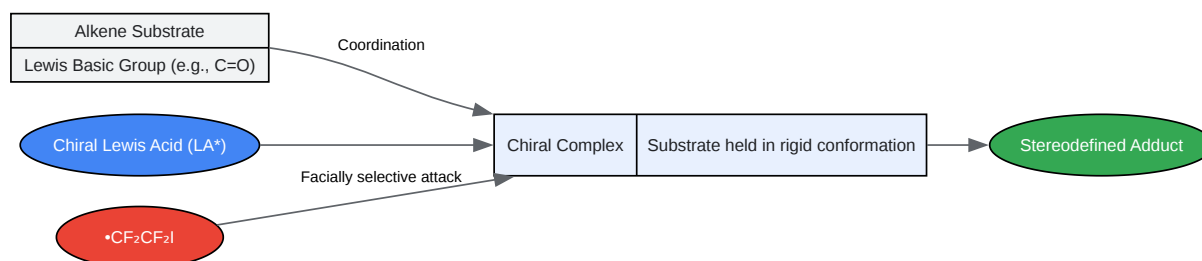 Alkene Substrate
Lewis Basic Group (e.g., C=O)
Coordination
Chiral Lewis Acid (LA*)
Chiral Complex
Substrate held in rigid conformation
Stereodefined Adduct
Facially selective attack
•CF₂CF₂I